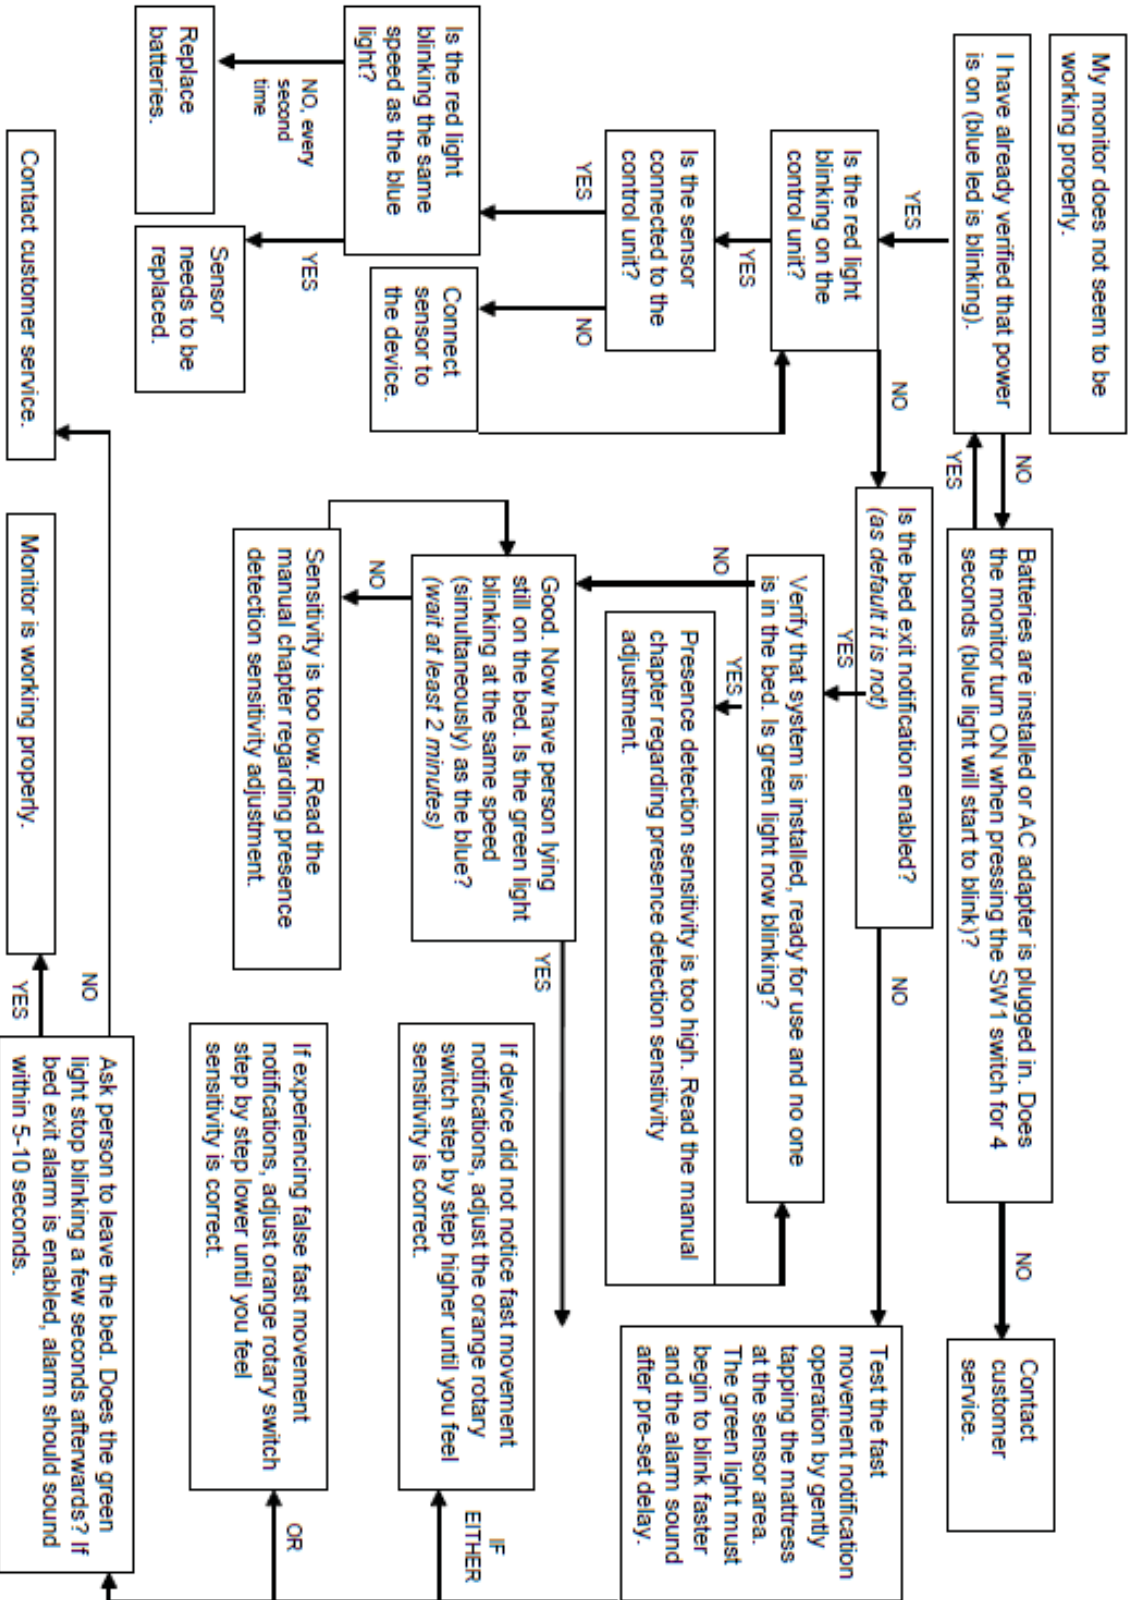 My monitor does not seem to be
working properly.
I have already verified that power
is on (blue led is blinking).
NO
YES
Batteries are installed or AC adapter is plugged in. Does
the monitor turn ON when pressing the SW1 switch for 4
seconds (blue light will start to blink)?
NO
Contact
customer
service.
YES
Is the red light
blinking on the
control unit?
NO
Is the bed exit notification enabled?
(as default it is not)
NO
YES
Test the fast
movement notification
operation by gently
tapping the mattress
at the sensor area.
The green light must
begin to blink faster
and the alarm sound
after pre-set delay.
Verify that system is installed, ready for use and no one
is in the bed. Is green light now blinking?
YES
NO
YES
Is the sensor
connected to the
control unit?
Presence detection sensitivity is too high. Read the manual
chapter regarding presence detection sensitivity
adjustment.
YES
NO
Good. Now have person lying
still on the bed. Is the green light
blinking at the same speed
(simultaneously) as the blue?
(wait at least 2 minutes)
YES
IF
EITHER
If device did not notice fast movement
notifications, adjust the orange rotary
switch step by step higher until you feel
sensitivity is correct.
Is the red light
blinking the same
speed as the blue
light?
Connect
sensor to
the device.
NO
NO, every
second
time
YES
Sensitivity is too low. Read the
manual chapter regarding presence
detection sensitivity adjustment.
OR
If experiencing false fast movement
notifications, adjust orange rotary switch
step by step lower until you feel
sensitivity is correct.
Replace
batteries.
Sensor
needs to be
replaced.
Ask person to leave the bed. Does the green
light stop blinking a few seconds afterwards? If
bed exit alarm is enabled, alarm should sound
within 5-10 seconds.
NO
YES
Contact customer service.
Monitor is working properly.